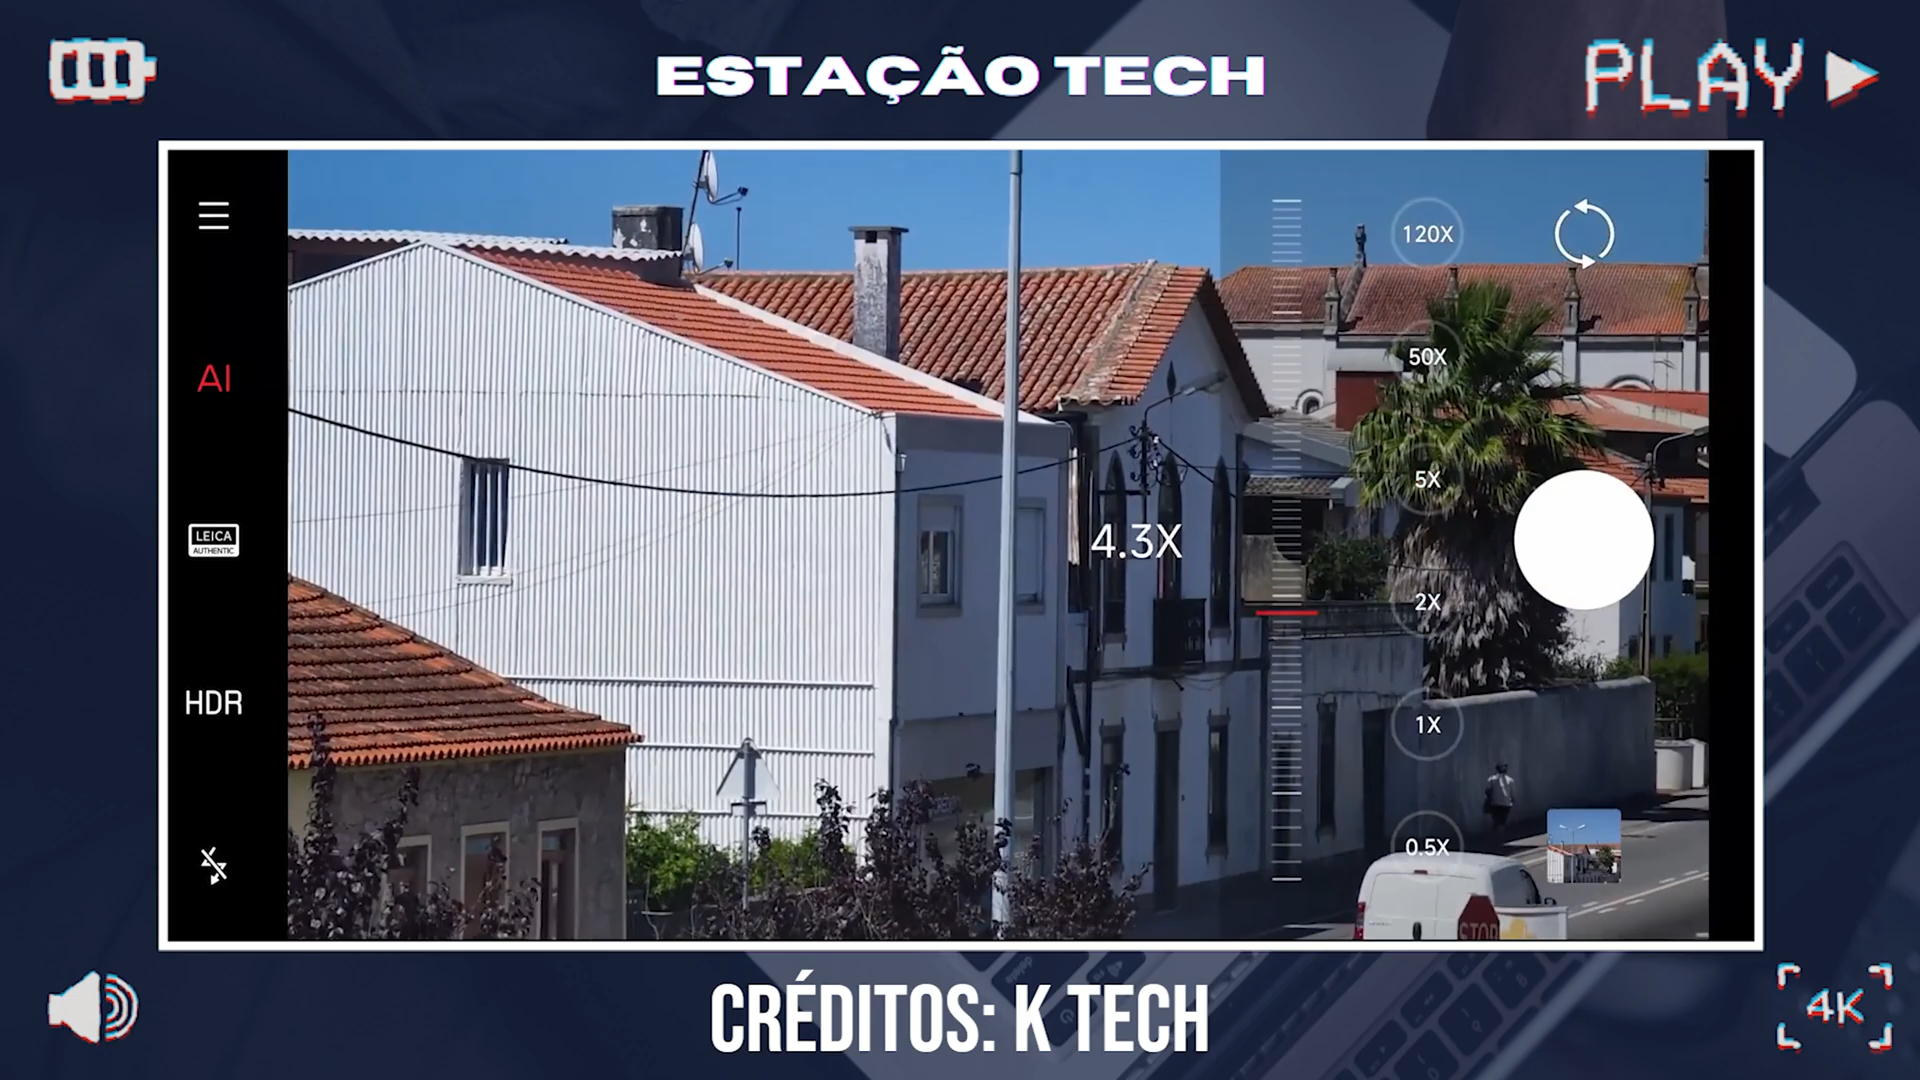 ESTAÇÃO TECH
PLAY
120X
50X
AI
5X
LEICA
AUTHENTIC
4.3X
2X
HDR
1X
0.5X
STOP
CRÉDITOS: K TECH
4K